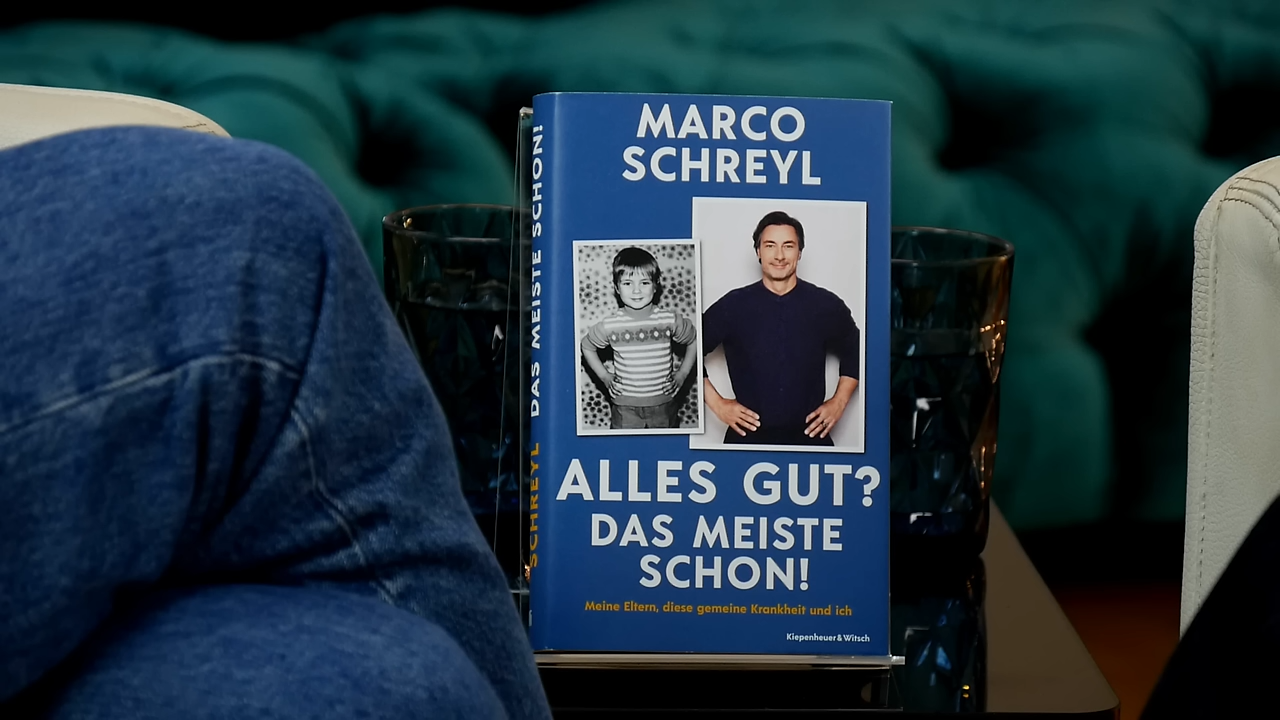 MARCO
SCHREYL
ALLES GUT?
DAS MEISTE
SCHON!
Meine Eltern, diese gemeine Krankheit und ich
Kiepenheuer & Witsch
SCHREYL DAS MEISTE SCHON!